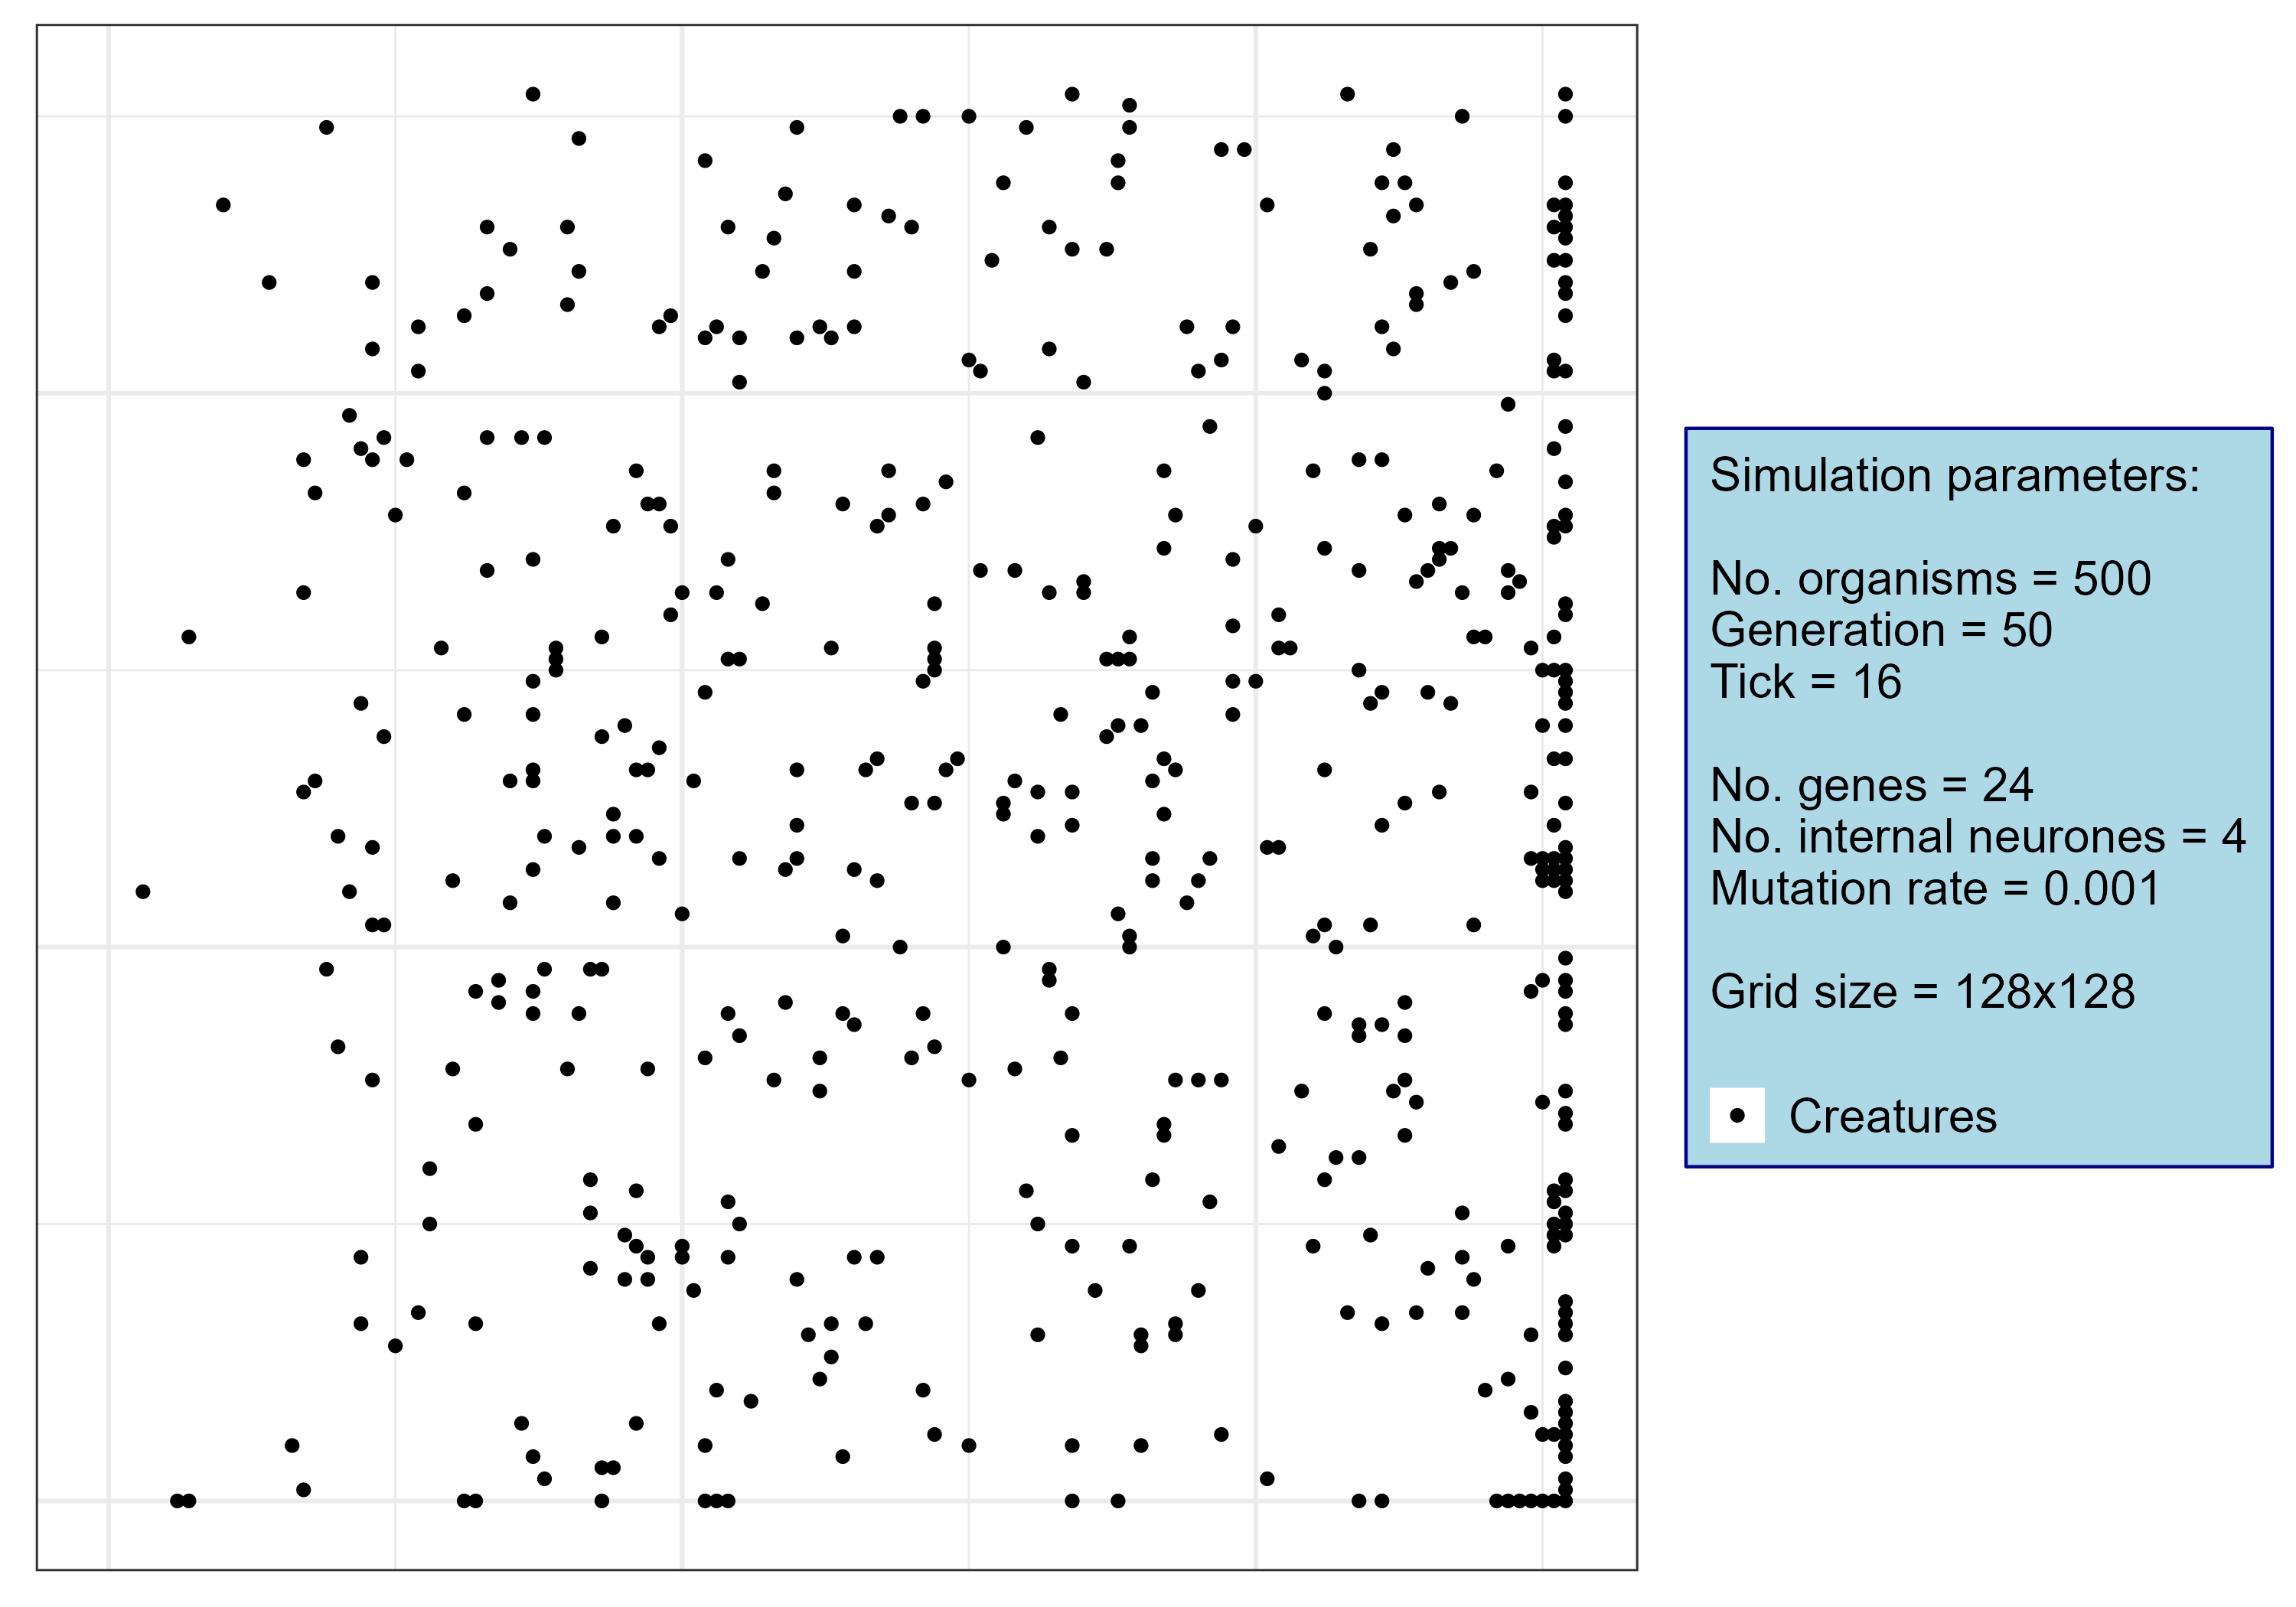 Simulation parameters:
No. organisms = 500
Generation = 50
Tick = 16
No. genes = 24
No. internal neurones = 4
Mutation rate = 0.001
Grid size = 128x128
Creatures